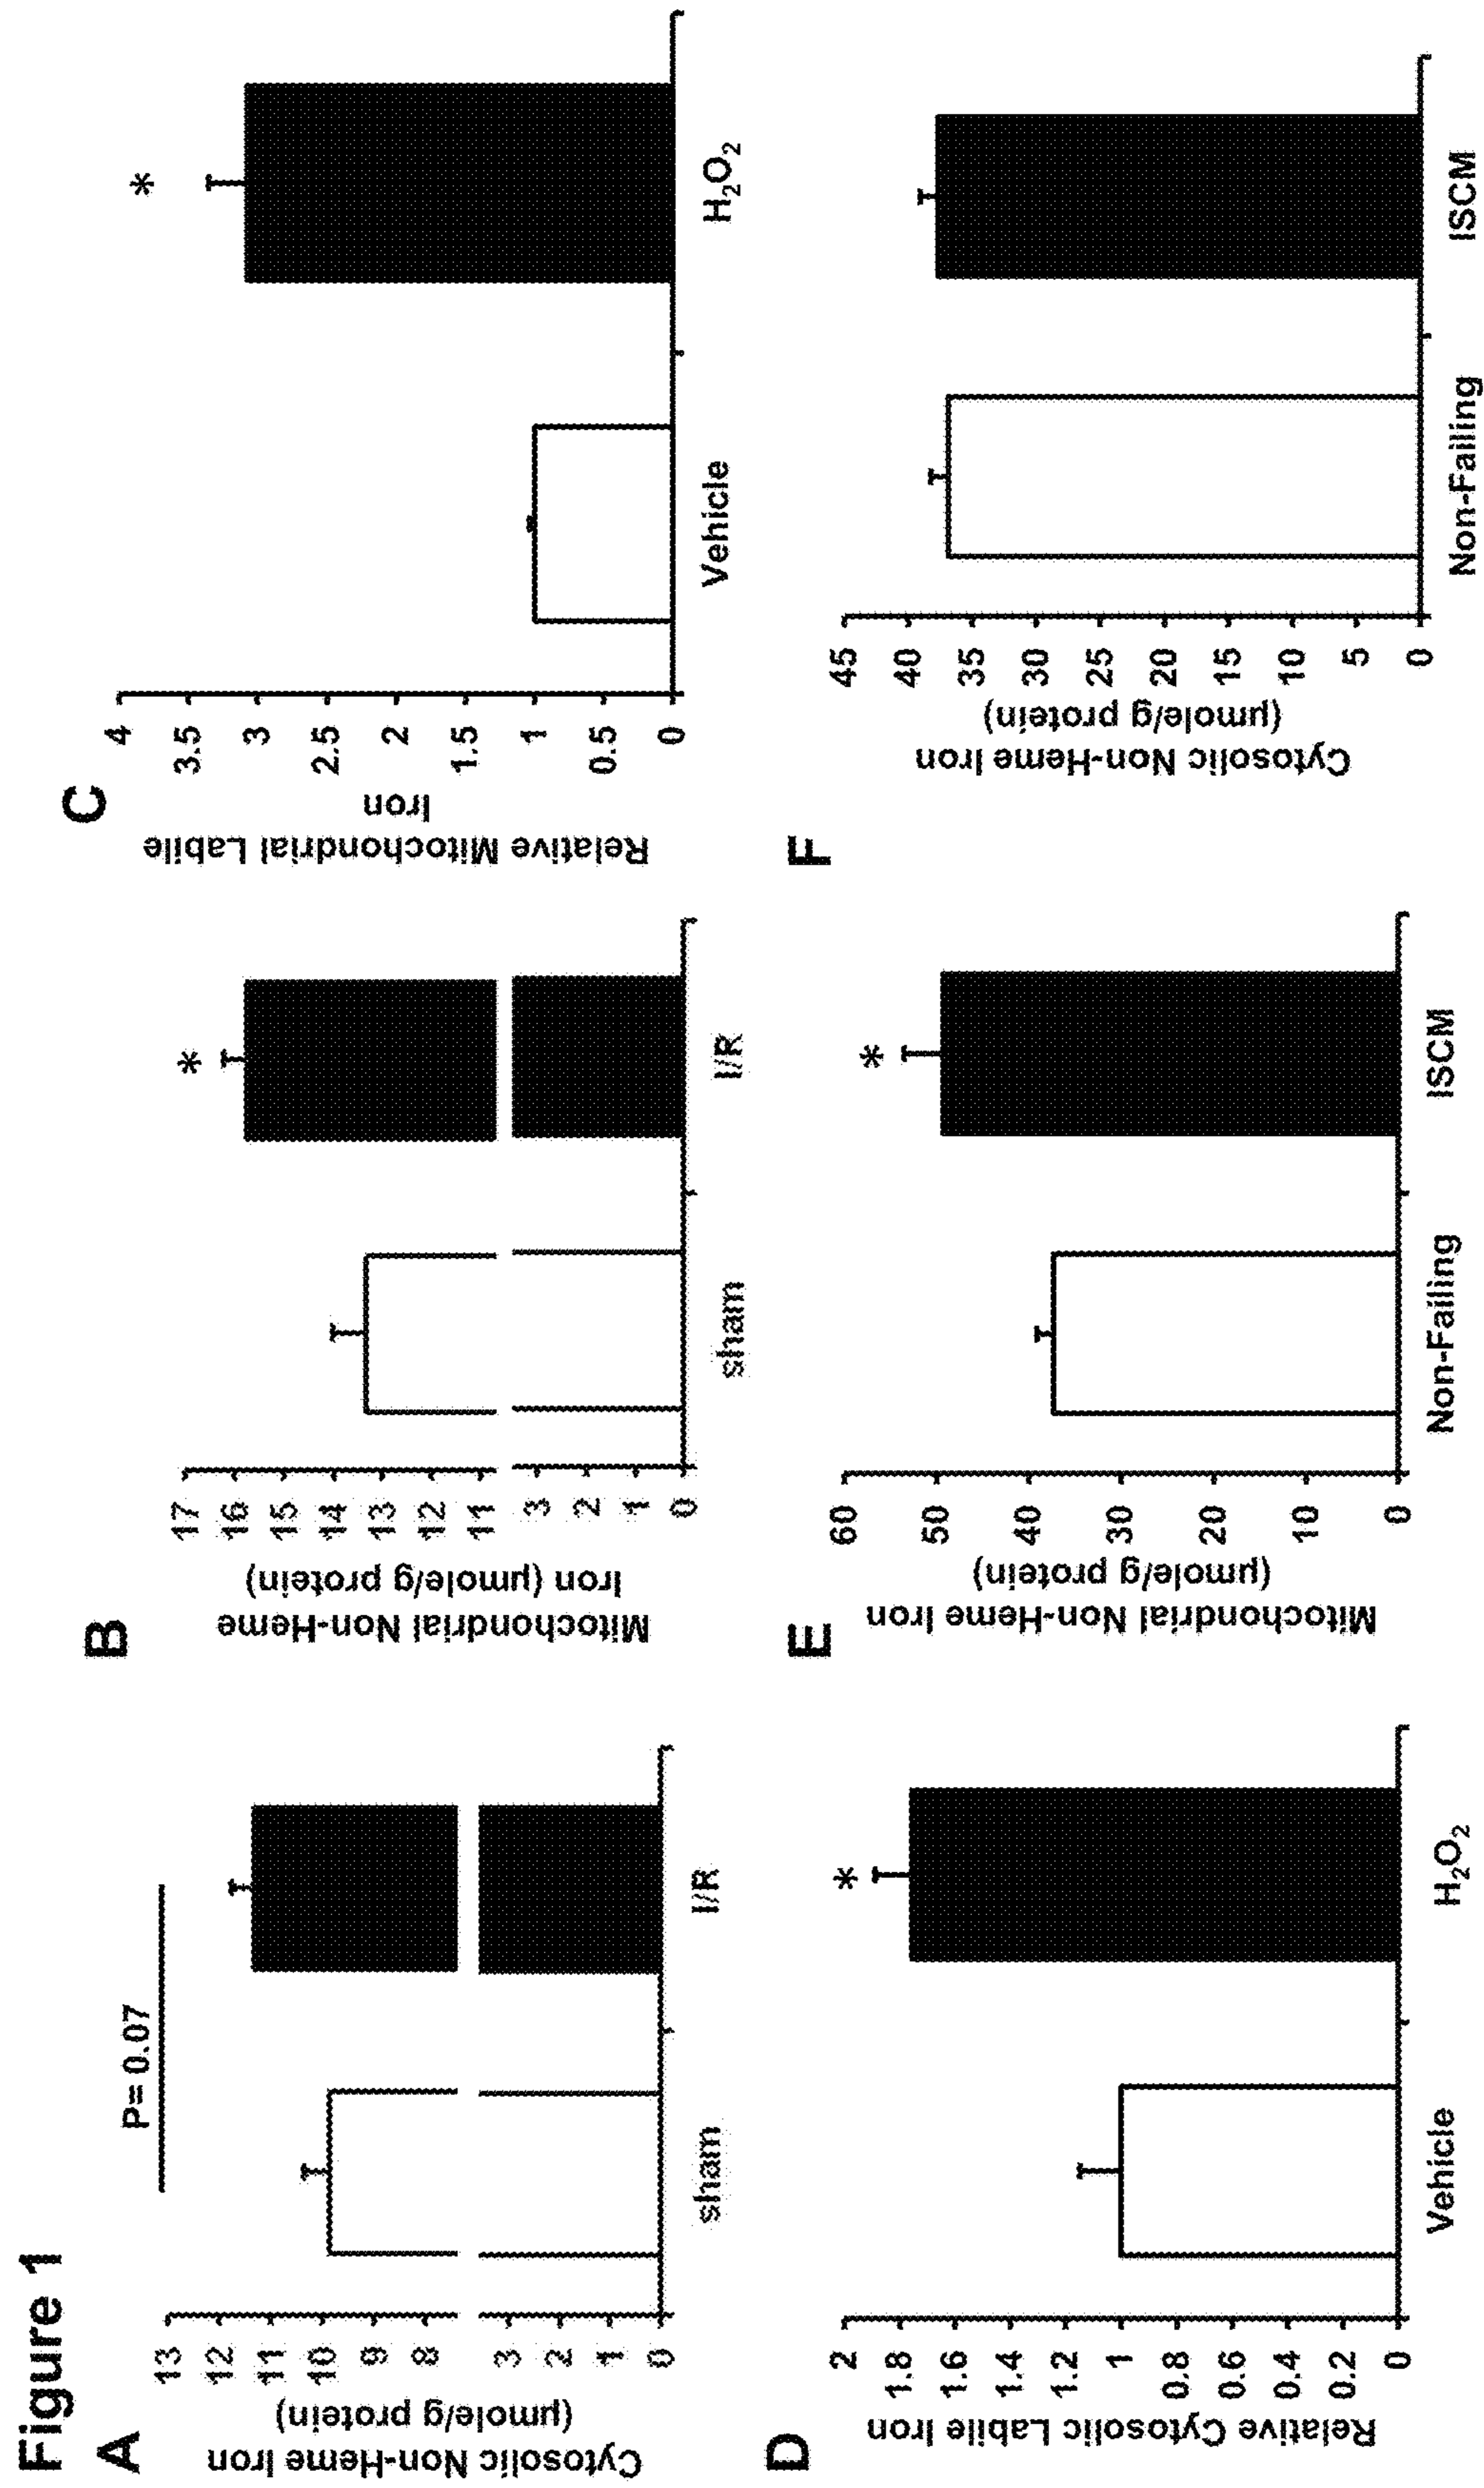 Figure 1
A
Cytosolic Non-Heme Iron
(µmole/g protein)
13
12
11
10
9
8
3
2
1
0
P= 0.07
sham
I/R
B
Mitochondrial Non-Heme
Iron (µmole/g protein)
17
16
15
14
13
12
11
3
2
1
0
*
sham
I/R
C
Relative Mitochondrial Labile
Iron
4
3.5
3
2.5
2
1.5
1
0.5
0
*
Vehicle
H₂O₂
D
Relative Cytosolic Labile Iron
2
1.8
1.6
1.4
1.2
1
0.8
0.6
0.4
0.2
0
*
Vehicle
H₂O₂
E
Mitochondrial Non-Heme Iron
(µmole/g protein)
60
50
40
30
20
10
0
*
Non-Failing
ISCM
F
Cytosolic Non-Heme Iron
(µmole/g protein)
45
40
35
30
25
20
15
10
5
0
Non-Failing
ISCM